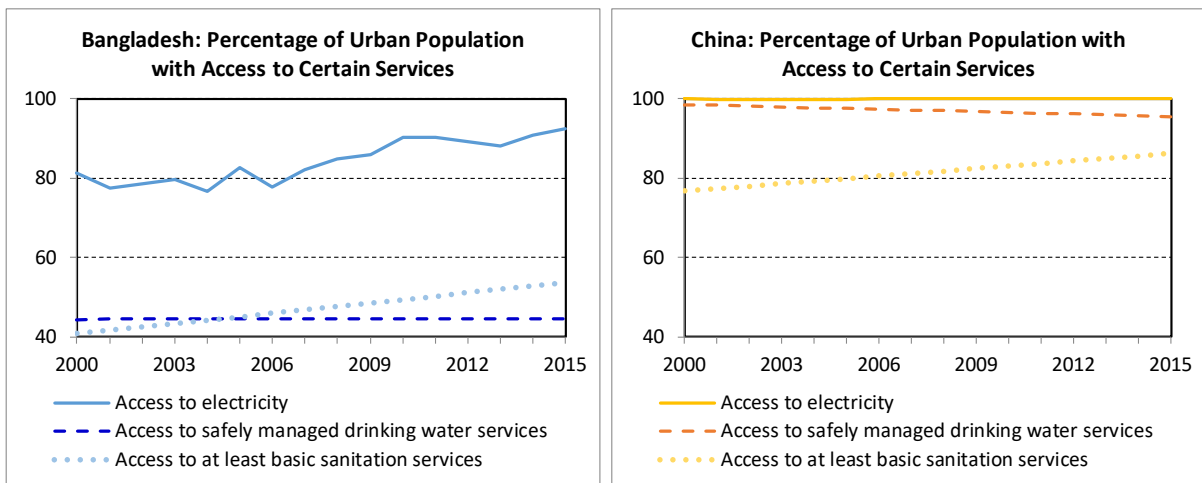 Bangladesh: Percentage of Urban Population
with Access to Certain Services
100
80
60
40
2000 2003 2006 2009 2012 2015
Access to electricity
Access to safely managed drinking water services
Access to at least basic sanitation services
China: Percentage of Urban Population with
Access to Certain Services
100
80
60
40
2000 2003 2006 2009 2012 2015
Access to electricity
Access to safely managed drinking water services
Access to at least basic sanitation services